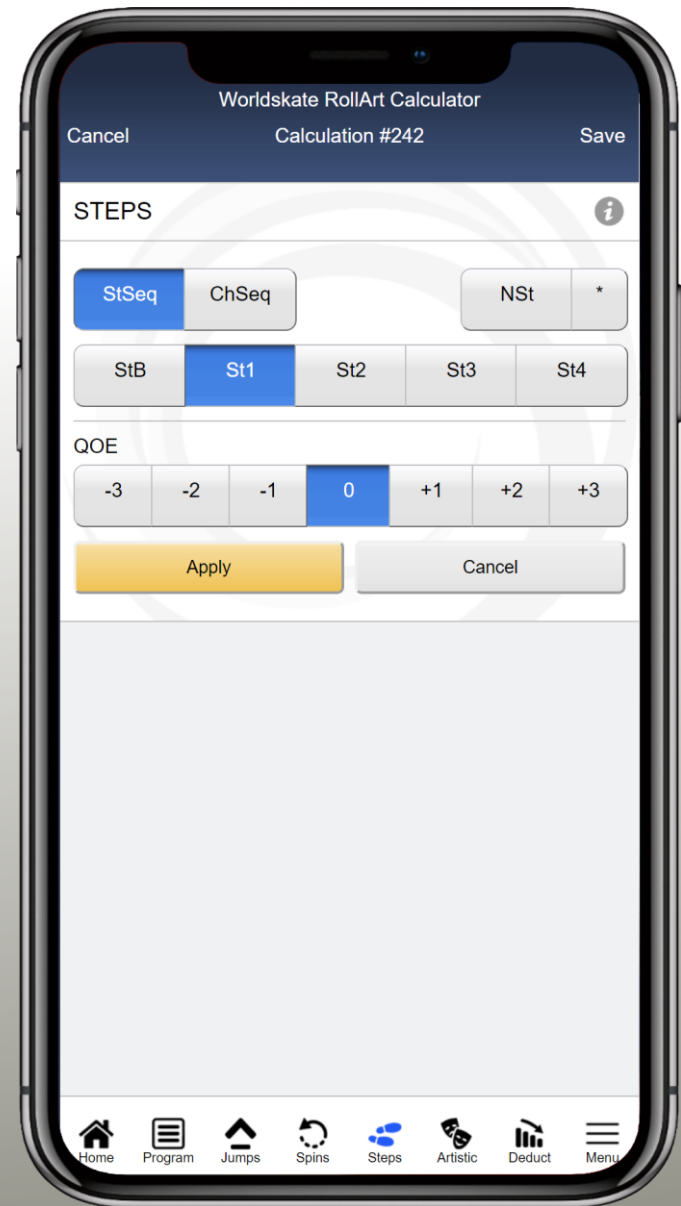 Worldskate RollArt Calculator
Cancel Calculation #242 Save
STEPS i
StSeq ChSeq NSt *
StB St1 St2 St3 St4
QOE
-3 -2 -1 0 +1 +2 +3
Apply Cancel
Home Program Jumps Spins Steps Artistic Deduct Menu